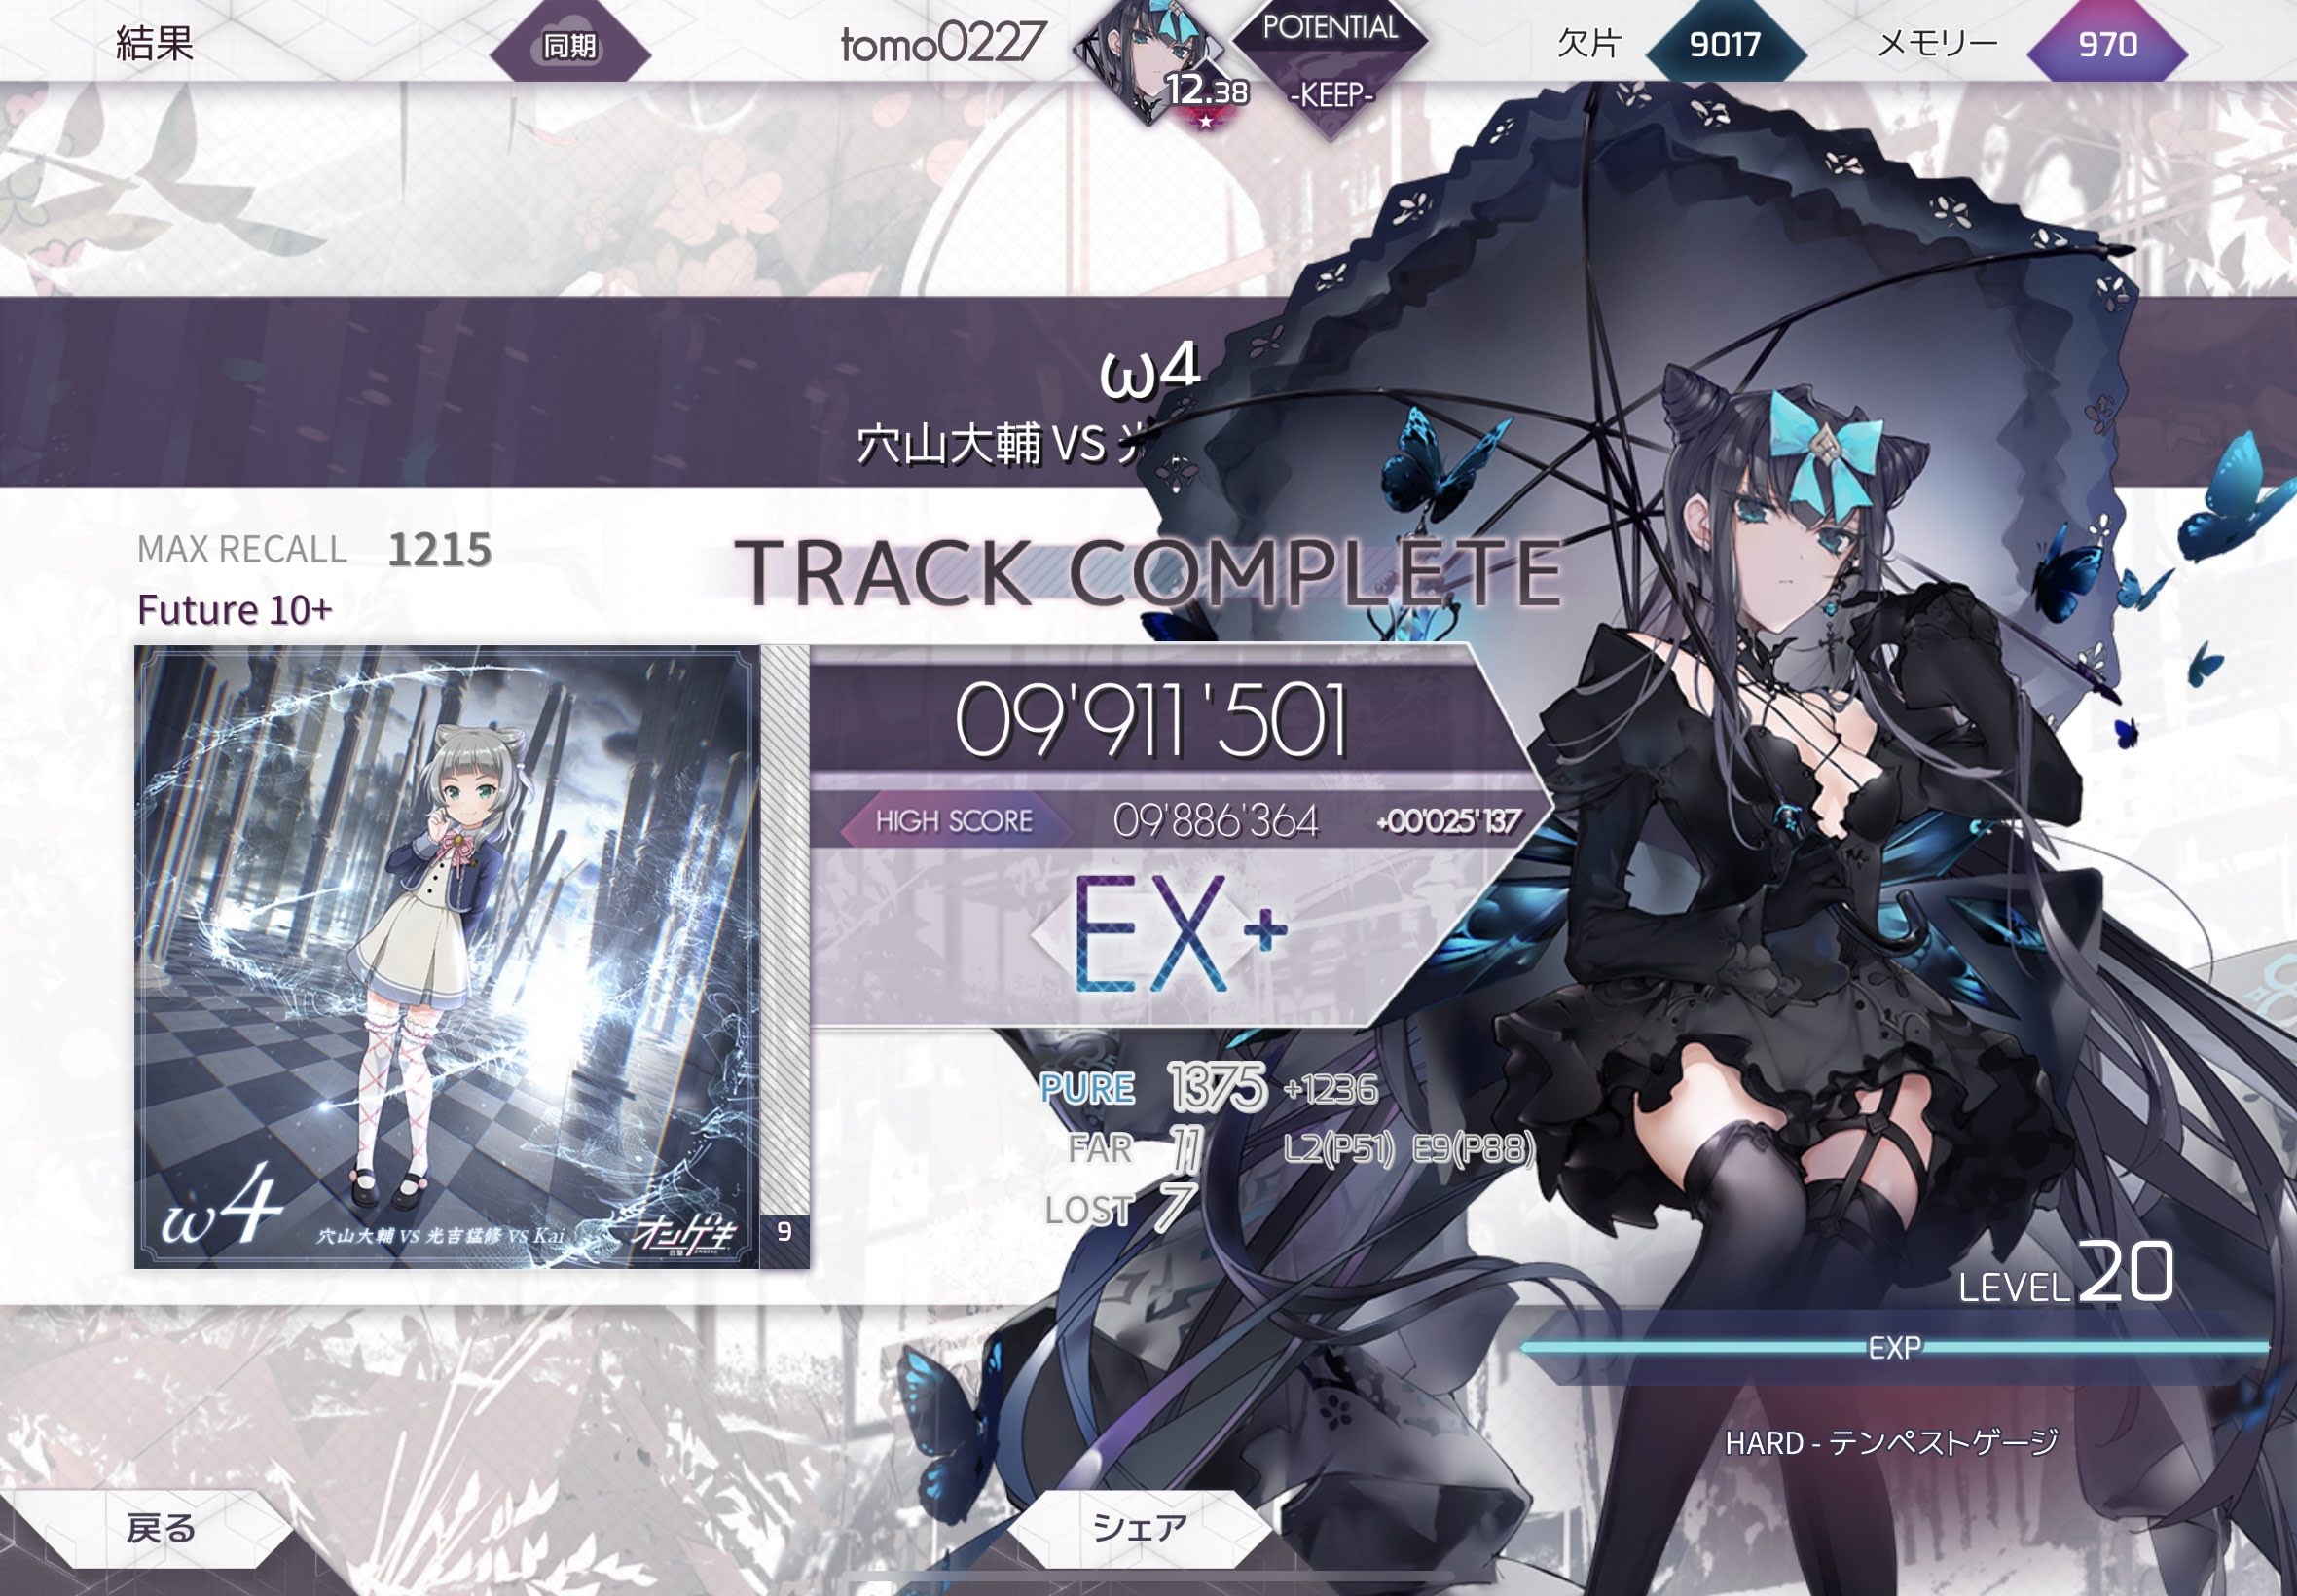 結果
同期
tomo0227
12.38
POTENTIAL
-KEEP-
欠片
9017
メモリー
970
ω4
穴山大輔 VS
MAX RECALL 1215
Future 10+
TRACK COMPLETE
09'911'501
HIGH SCORE 09'886'364 +00'025'137
EX+
PURE 1375 +1236
FAR 11 L2(P51) E9(P88)
LOST 7
ω4
穴山大輔 VS 光吉猛修 VS Kai
オンゲキ
9
LEVEL 20
EXP
HARD - テンペストゲージ
戻る
シェア